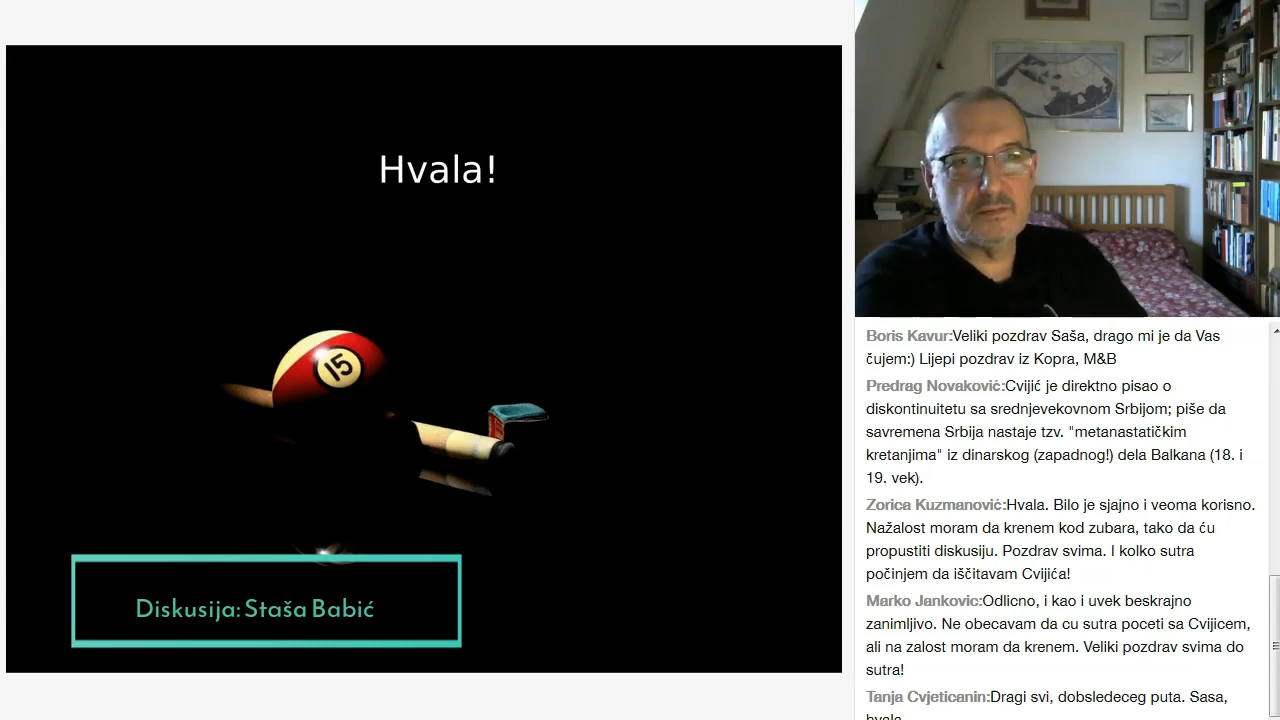 Hvala!
15
Diskusija: Staša Babić
Boris Kavur:Veliki pozdrav Saša, drago mi je da Vas
čujem:) Lijepi pozdrav iz Kopra, M&B
Predrag Novaković:Cvijić je direktno pisao o
diskontinuitetu sa srednjevekovnom Srbijom; piše da
savremena Srbija nastaje tzv. "metanastatičkim
kretanjima" iz dinarskog (zapadnog!) dela Balkana (18. i
19. vek).
Zorica Kuzmanović:Hvala. Bilo je sjajno i veoma korisno.
Nažalost moram da krenem kod zubara, tako da ću
propustiti diskusiju. Pozdrav svima. I kolko sutra
počinjem da iščitavam Cvijića!
Marko Jankovic:Odlicno, i kao i uvek beskrajno
zanimljivo. Ne obecavam da cu sutra poceti sa Cvijicem,
ali na zalost moram da krenem. Veliki pozdrav svima do
sutra!
Tanja Cvjeticanin:Dragi svi, dobsledeceg puta. Sasa,
hvala